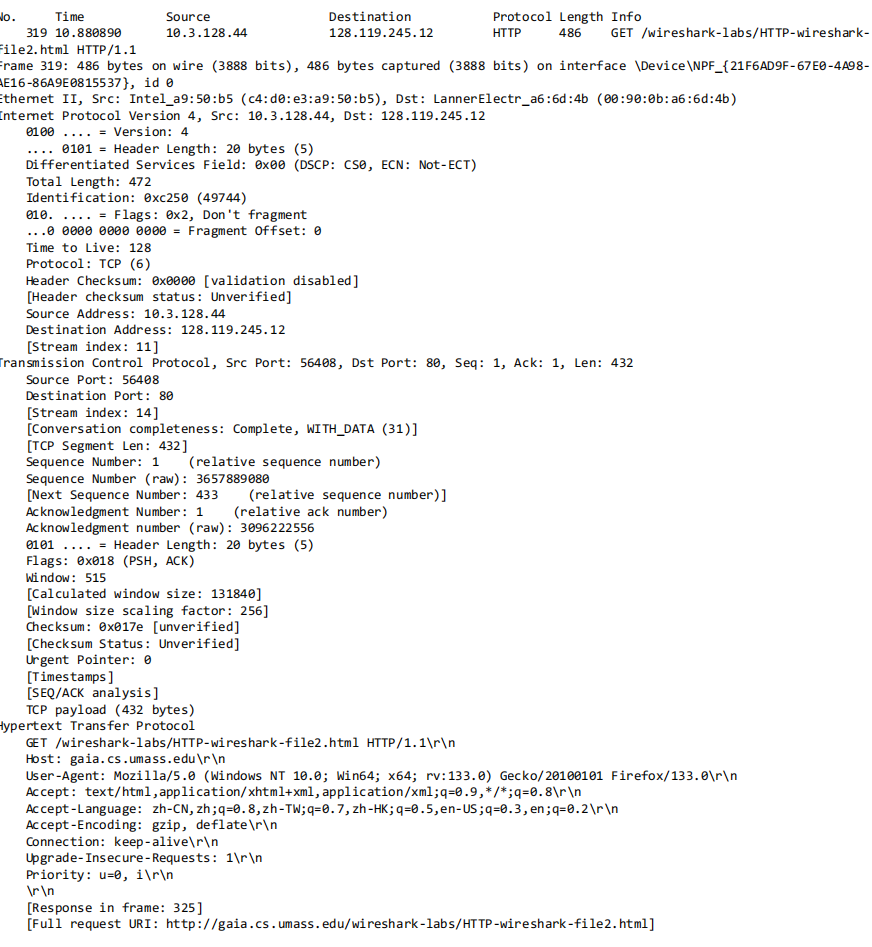 No. Time Source Destination Protocol Length Info
319 10.880890 10.3.128.44 128.119.245.12 HTTP 486 GET /wireshark-labs/HTTP-wireshark-
file2.html HTTP/1.1
Frame 319: 486 bytes on wire (3888 bits), 486 bytes captured (3888 bits) on interface \Device\NPF_{21F6AD9F-67E0-4A98-
AE16-86A9E0815537}, id 0
Ethernet II, Src: Intel_a9:50:b5 (c4:d0:e3:a9:50:b5), Dst: LannerElectr_a6:6d:4b (00:90:0b:a6:6d:4b)
Internet Protocol Version 4, Src: 10.3.128.44, Dst: 128.119.245.12
0100 .... = Version: 4
.... 0101 = Header Length: 20 bytes (5)
Differentiated Services Field: 0x00 (DSCP: CS0, ECN: Not-ECT)
Total Length: 472
Identification: 0xc250 (49744)
010. .... = Flags: 0x2, Don't fragment
...0 0000 0000 0000 = Fragment Offset: 0
Time to Live: 128
Protocol: TCP (6)
Header Checksum: 0x0000 [validation disabled]
[Header checksum status: Unverified]
Source Address: 10.3.128.44
Destination Address: 128.119.245.12
[Stream index: 11]
Transmission Control Protocol, Src Port: 56408, Dst Port: 80, Seq: 1, Ack: 1, Len: 432
Source Port: 56408
Destination Port: 80
[Stream index: 14]
[Conversation completeness: Complete, WITH_DATA (31)]
[TCP Segment Len: 432]
Sequence Number: 1 (relative sequence number)
Sequence Number (raw): 3657889080
[Next Sequence Number: 433 (relative sequence number)]
Acknowledgment Number: 1 (relative ack number)
Acknowledgment number (raw): 3096222556
0101 .... = Header Length: 20 bytes (5)
Flags: 0x018 (PSH, ACK)
Window: 515
[Calculated window size: 131840]
[Window size scaling factor: 256]
Checksum: 0x017e [unverified]
[Checksum Status: Unverified]
Urgent Pointer: 0
[Timestamps]
[SEQ/ACK analysis]
TCP payload (432 bytes)
Hypertext Transfer Protocol
GET /wireshark-labs/HTTP-wireshark-file2.html HTTP/1.1\r\n
Host: gaia.cs.umass.edu\r\n
User-Agent: Mozilla/5.0 (Windows NT 10.0; Win64; x64; rv:133.0) Gecko/20100101 Firefox/133.0\r\n
Accept: text/html,application/xhtml+xml,application/xml;q=0.9,*/*;q=0.8\r\n
Accept-Language: zh-CN,zh;q=0.8,zh-TW;q=0.7,zh-HK;q=0.5,en-US;q=0.3,en;q=0.2\r\n
Accept-Encoding: gzip, deflate\r\n
Connection: keep-alive\r\n
Upgrade-Insecure-Requests: 1\r\n
Priority: u=0, i\r\n
\r\n
[Response in frame: 325]
[Full request URI: http://gaia.cs.umass.edu/wireshark-labs/HTTP-wireshark-file2.html]